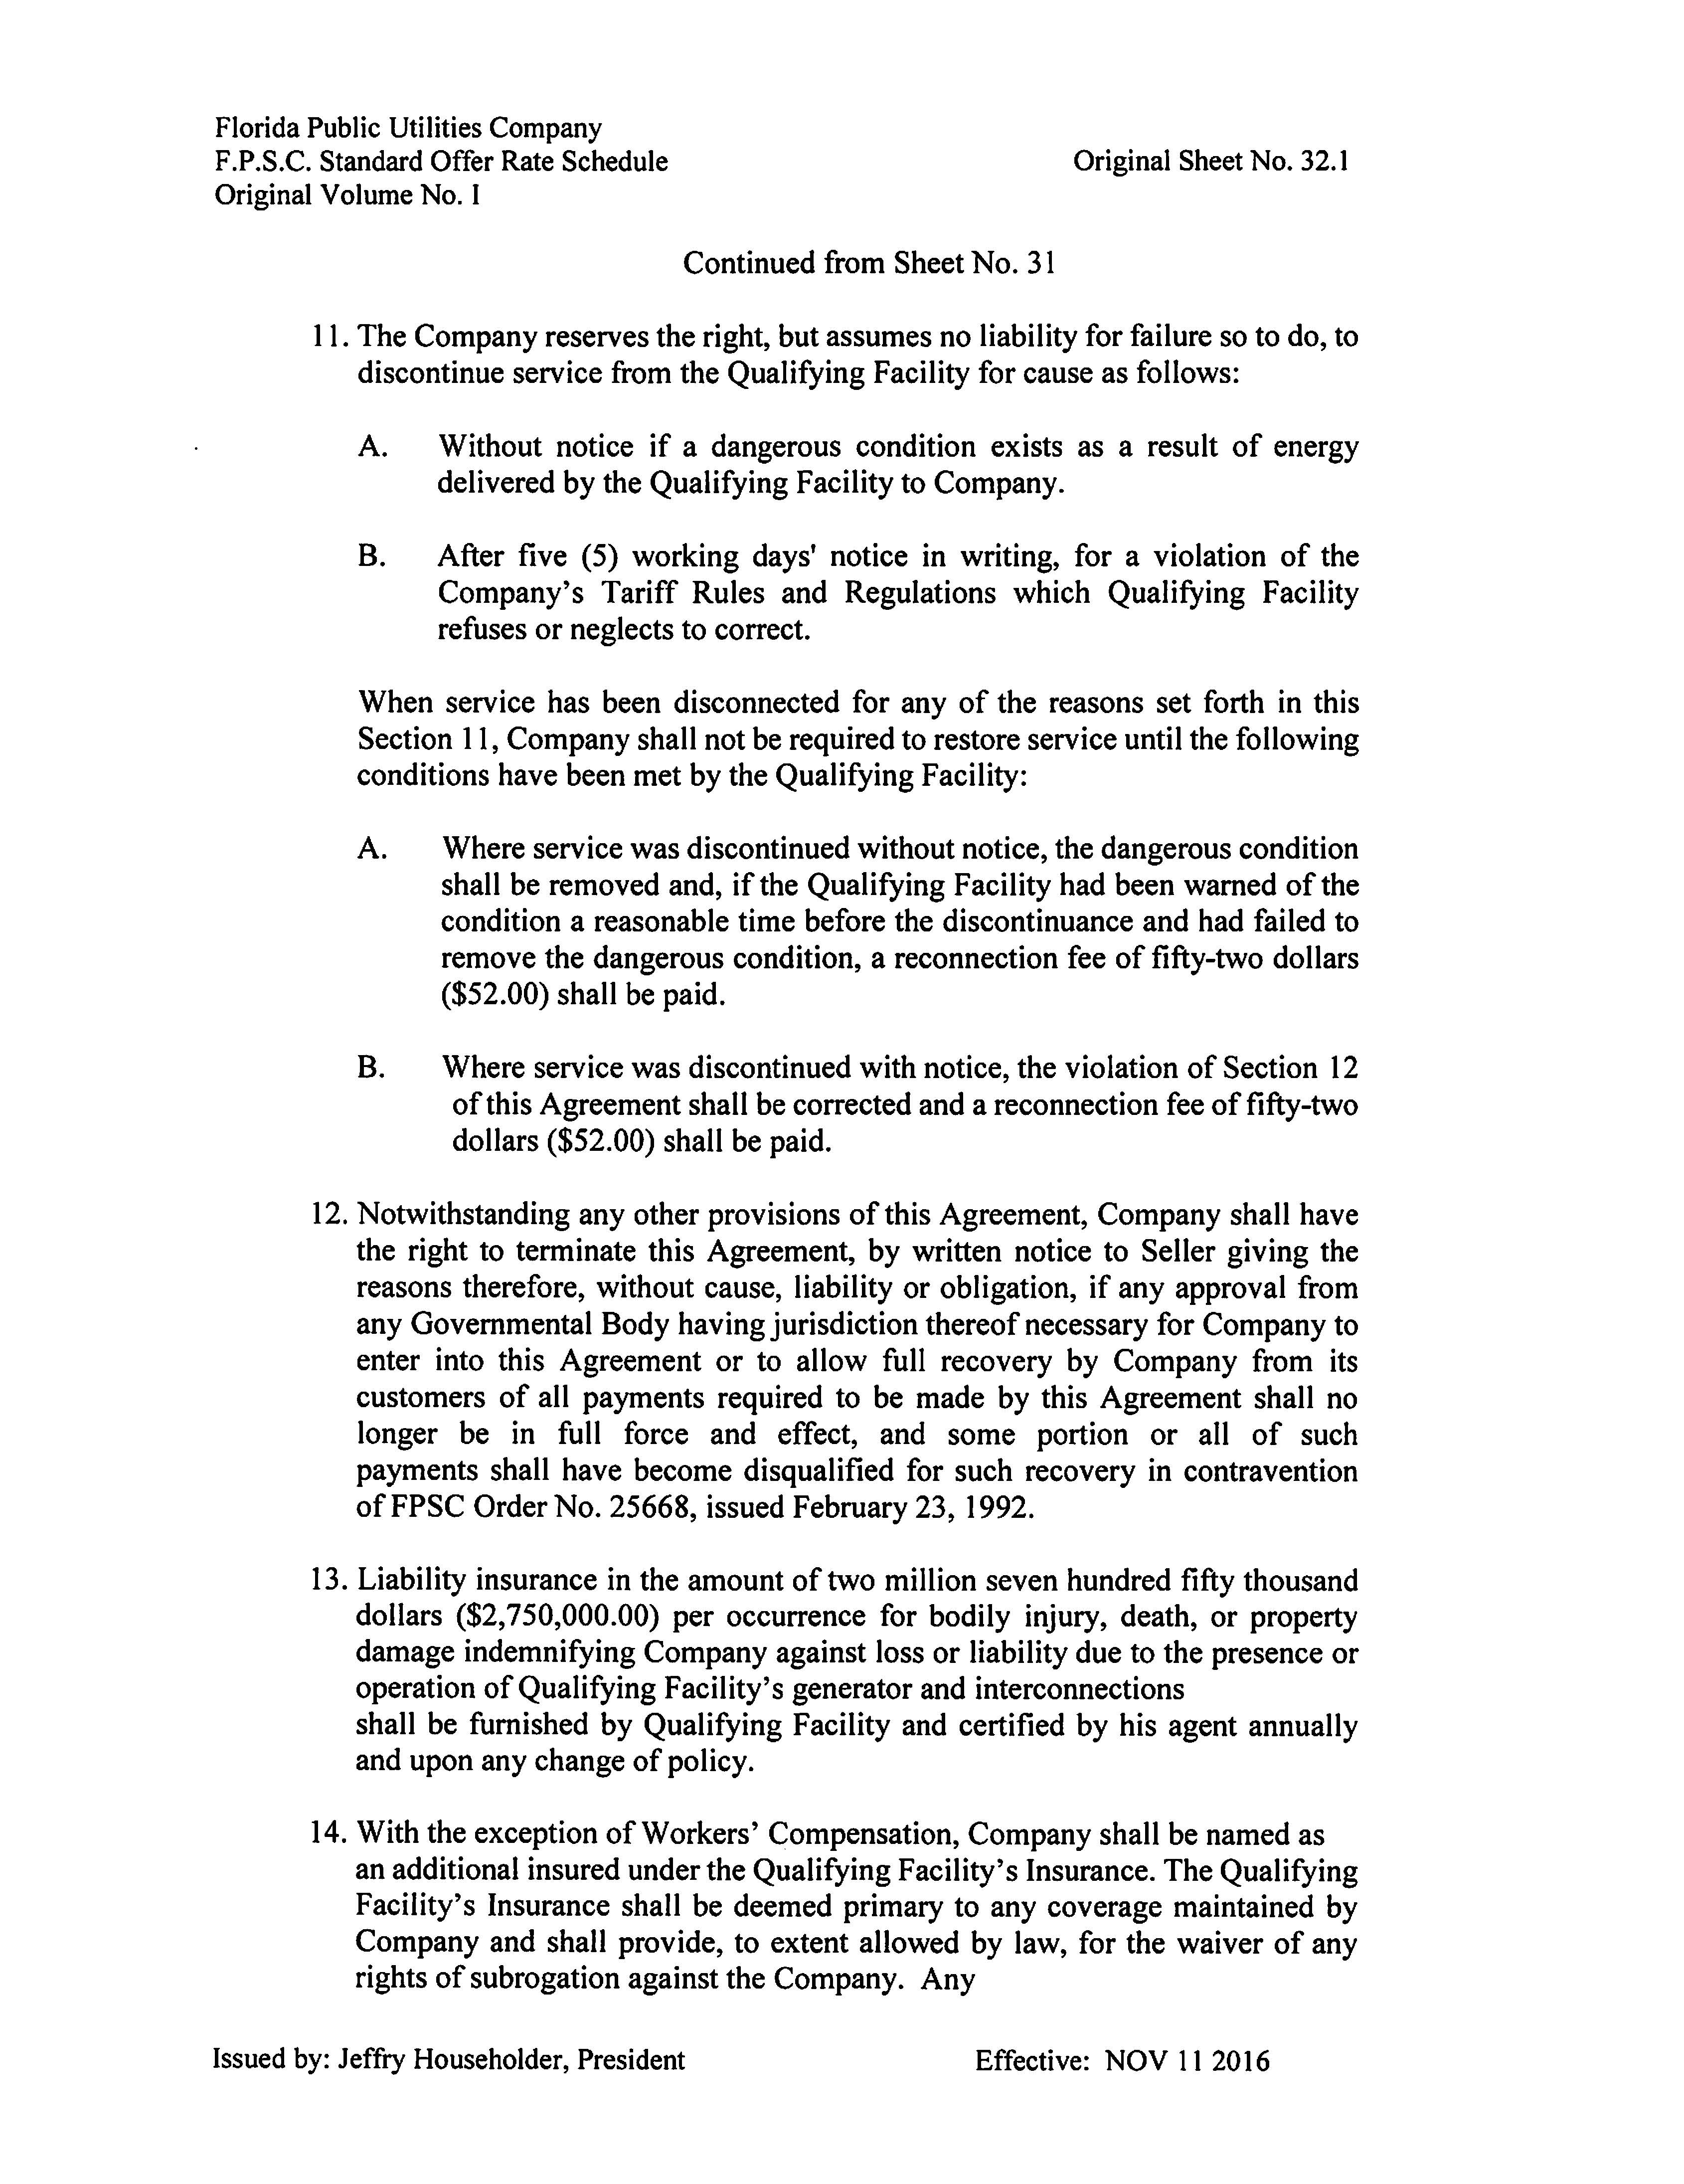 Florida Public Utilities Company
F.P.S.C. Standard Offer Rate Schedule Original Sheet No. 32.1
Original Volume No. I
Continued from Sheet No. 31
11. The Company reserves the right, but assumes no liability for failure so to do, to
discontinue service from the Qualifying Facility for cause as follows:
A. Without notice if a dangerous condition exists as a result of energy
delivered by the Qualifying Facility to Company.
B. After five (5) working days' notice in writing, for a violation of the
Company's Tariff Rules and Regulations which Qualifying Facility
refuses or neglects to correct.
When service has been disconnected for any of the reasons set forth in this
Section 11, Company shall not be required to restore service until the following
conditions have been met by the Qualifying Facility:
A. Where service was discontinued without notice, the dangerous condition
shall be removed and, if the Qualifying Facility had been warned of the
condition a reasonable time before the discontinuance and had failed to
remove the dangerous condition, a reconnection fee of fifty-two dollars
($52.00) shall be paid.
B. Where service was discontinued with notice, the violation of Section 12
of this Agreement shall be corrected and a reconnection fee of fifty-two
dollars ($52.00) shall be paid.
12. Notwithstanding any other provisions of this Agreement, Company shall have
the right to terminate this Agreement, by written notice to Seller giving the
reasons therefore, without cause, liability or obligation, if any approval from
any Governmental Body having jurisdiction thereof necessary for Company to
enter into this Agreement or to allow full recovery by Company from its
customers of all payments required to be made by this Agreement shall no
longer be in full force and effect, and some portion or all of such
payments shall have become disqualified for such recovery in contravention
of FPSC Order No. 25668, issued February 23, 1992.
13. Liability insurance in the amount of two million seven hundred fifty thousand
dollars ($2,750,000.00) per occurrence for bodily injury, death, or property
damage indemnifying Company against loss or liability due to the presence or
operation of Qualifying Facility's generator and interconnections
shall be furnished by Qualifying Facility and certified by his agent annually
and upon any change of policy.
14. With the exception of Workers' Compensation, Company shall be named as
an additional insured under the Qualifying Facility's Insurance. The Qualifying
Facility's Insurance shall be deemed primary to any coverage maintained by
Company and shall provide, to extent allowed by law, for the waiver of any
rights of subrogation against the Company. Any
Issued by: Jeffry Householder, President Effective: NOV 11 2016